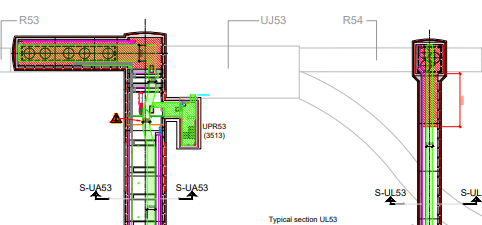 R53
UJ53
R54
UPR53
(3513)
S-UA53
S-UA53
S-UL53
S-UL
Typical section UL53